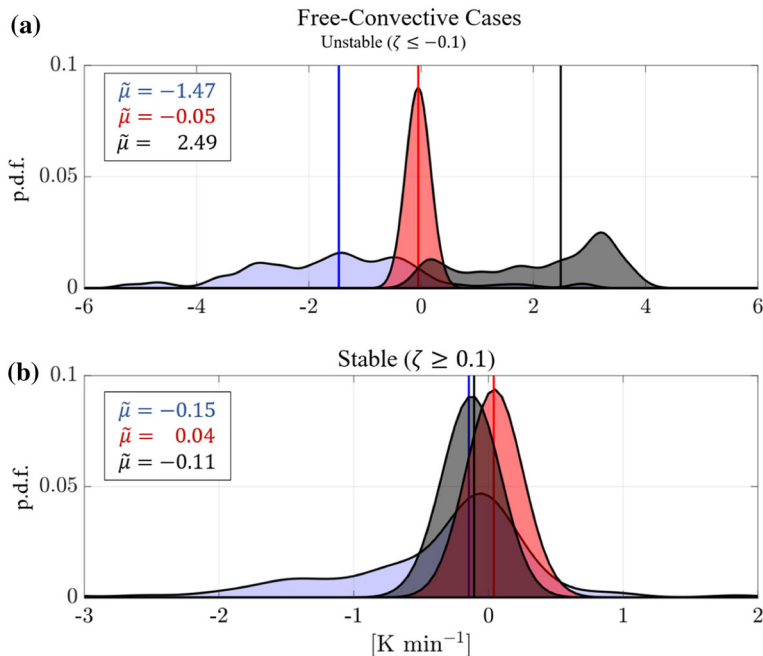 (a)
Free-Convective Cases
Unstable (ζ ≤ −0.1)
0.1
0.05
0
p.d.f.
μ̃ = −1.47
μ̃ = −0.05
μ̃ = 2.49
-6 -4 -2 0 2 4 6
(b)
Stable (ζ ≥ 0.1)
0.1
0.05
0
p.d.f.
μ̃ = −0.15
μ̃ = 0.04
μ̃ = −0.11
-3 -2 -1 0 1 2
[K min⁻¹]